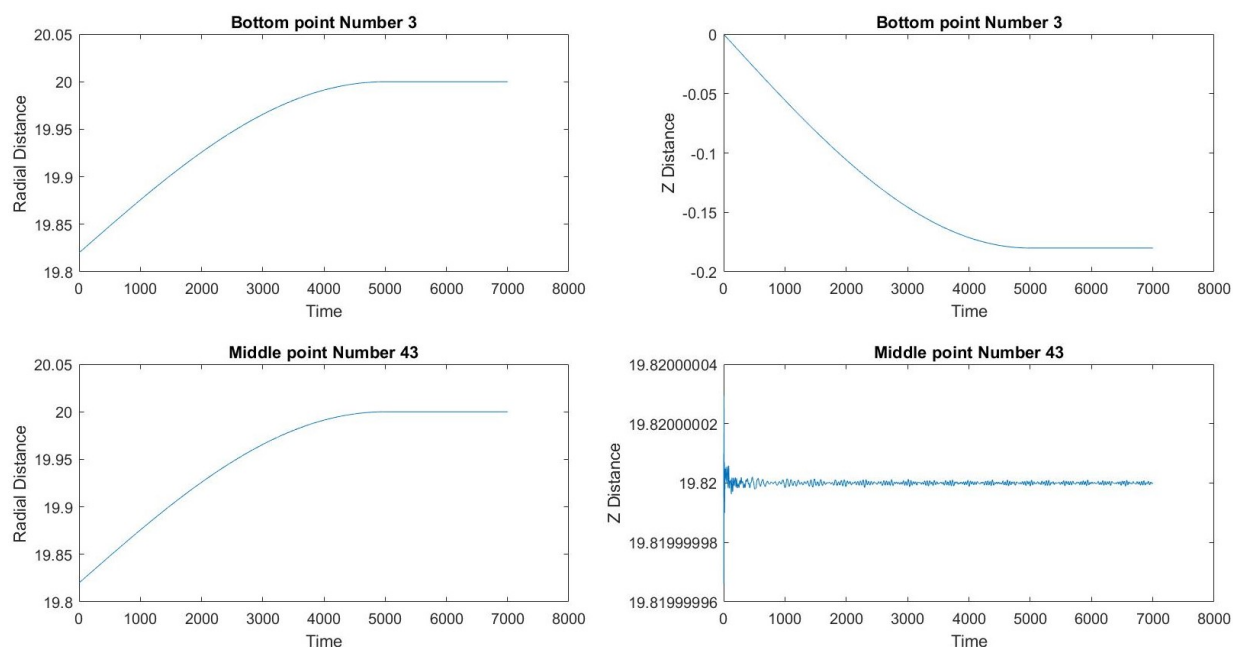 Bottom point Number 3
20.05
20
19.95
19.9
19.85
19.8
Radial Distance
0 1000 2000 3000 4000 5000 6000 7000 8000
Time
Bottom point Number 3
0
-0.05
-0.1
-0.15
-0.2
Z Distance
0 1000 2000 3000 4000 5000 6000 7000 8000
Time
Middle point Number 43
20.05
20
19.95
19.9
19.85
19.8
Radial Distance
0 1000 2000 3000 4000 5000 6000 7000 8000
Time
Middle point Number 43
19.82000004
19.82000002
19.82
19.81999998
19.81999996
Z Distance
0 1000 2000 3000 4000 5000 6000 7000 8000
Time